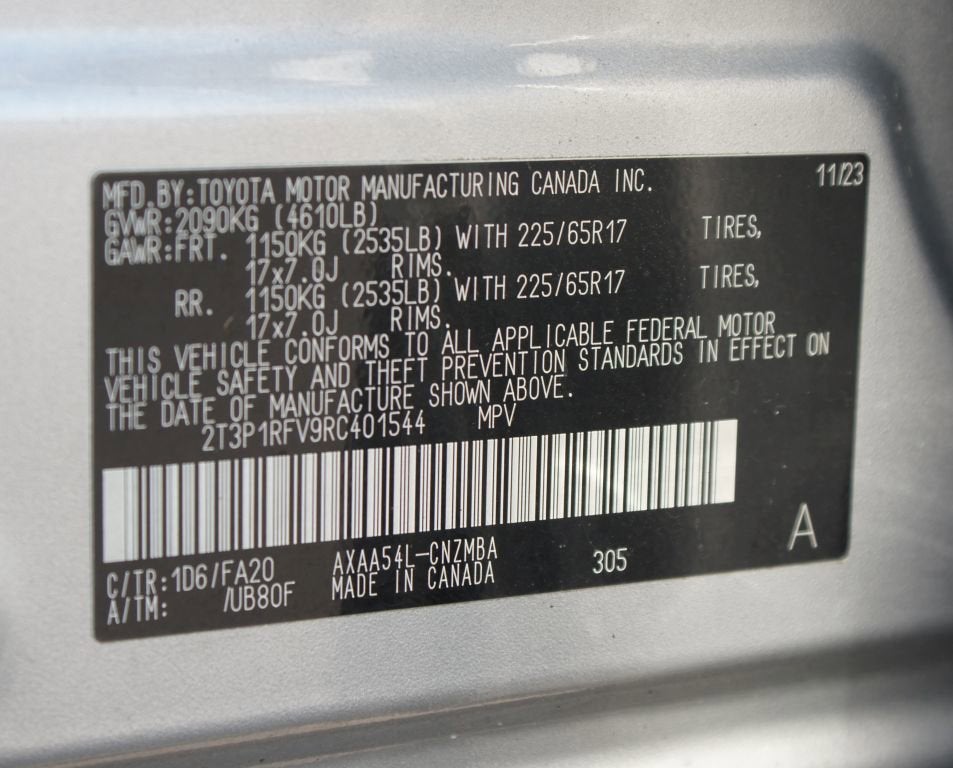 MFD.BY:TOYOTA MOTOR MANUFACTURING CANADA INC. 11/23
GVWR:2090KG (4610LB)
GAWR:FRT. 1150KG (2535LB) WITH 225/65R17 TIRES,
17x7.0J RIMS.
RR. 1150KG (2535LB) WITH 225/65R17 TIRES,
17x7.0J RIMS.
THIS VEHICLE CONFORMS TO ALL APPLICABLE FEDERAL MOTOR
VEHICLE SAFETY AND THEFT PREVENTION STANDARDS IN EFFECT ON
THE DATE OF MANUFACTURE SHOWN ABOVE.
2T3P1RFV9RC401544 MPV
A
C/TR:1D6/FA20 AXAA54L-CNZMBA 305
A/TM: /UB80F MADE IN CANADA